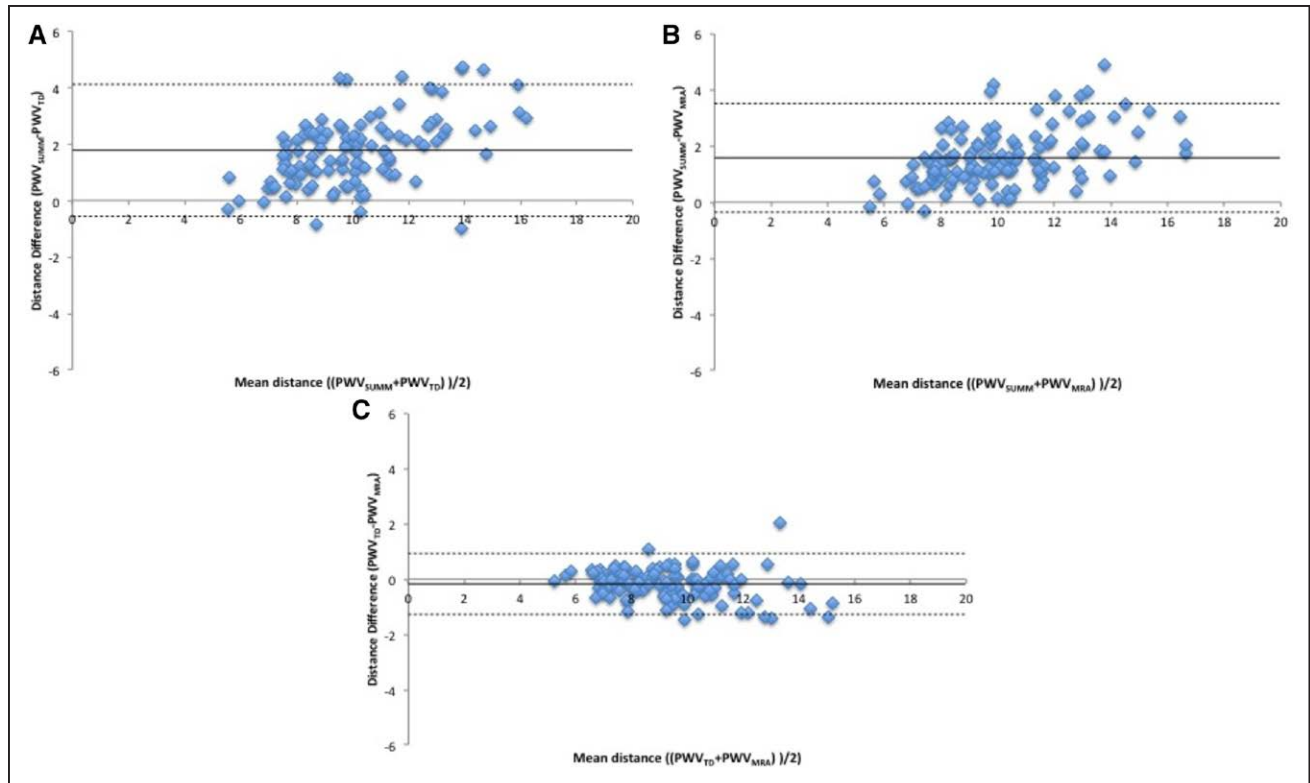 A
6
4
2
0
-2
-4
-6
0 2 4 6 8 10 12 14 16 18 20
Distance Difference (PWVSUMM-PWVTD)
Mean distance ((PWVSUMM+PWVTD) )/2)
B
6
4
2
0
-2
-4
-6
0 2 4 6 8 10 12 14 16 18 20
Distance Difference (PWVSUMM-PWVMRA)
Mean distance ((PWVSUMM+PWVMRA) )/2)
C
6
4
2
0
-2
-4
-6
0 2 4 6 8 10 12 14 16 18 20
Distance Difference (PWVTD-PWVMRA)
Mean distance ((PWVTD+PWVMRA) )/2)